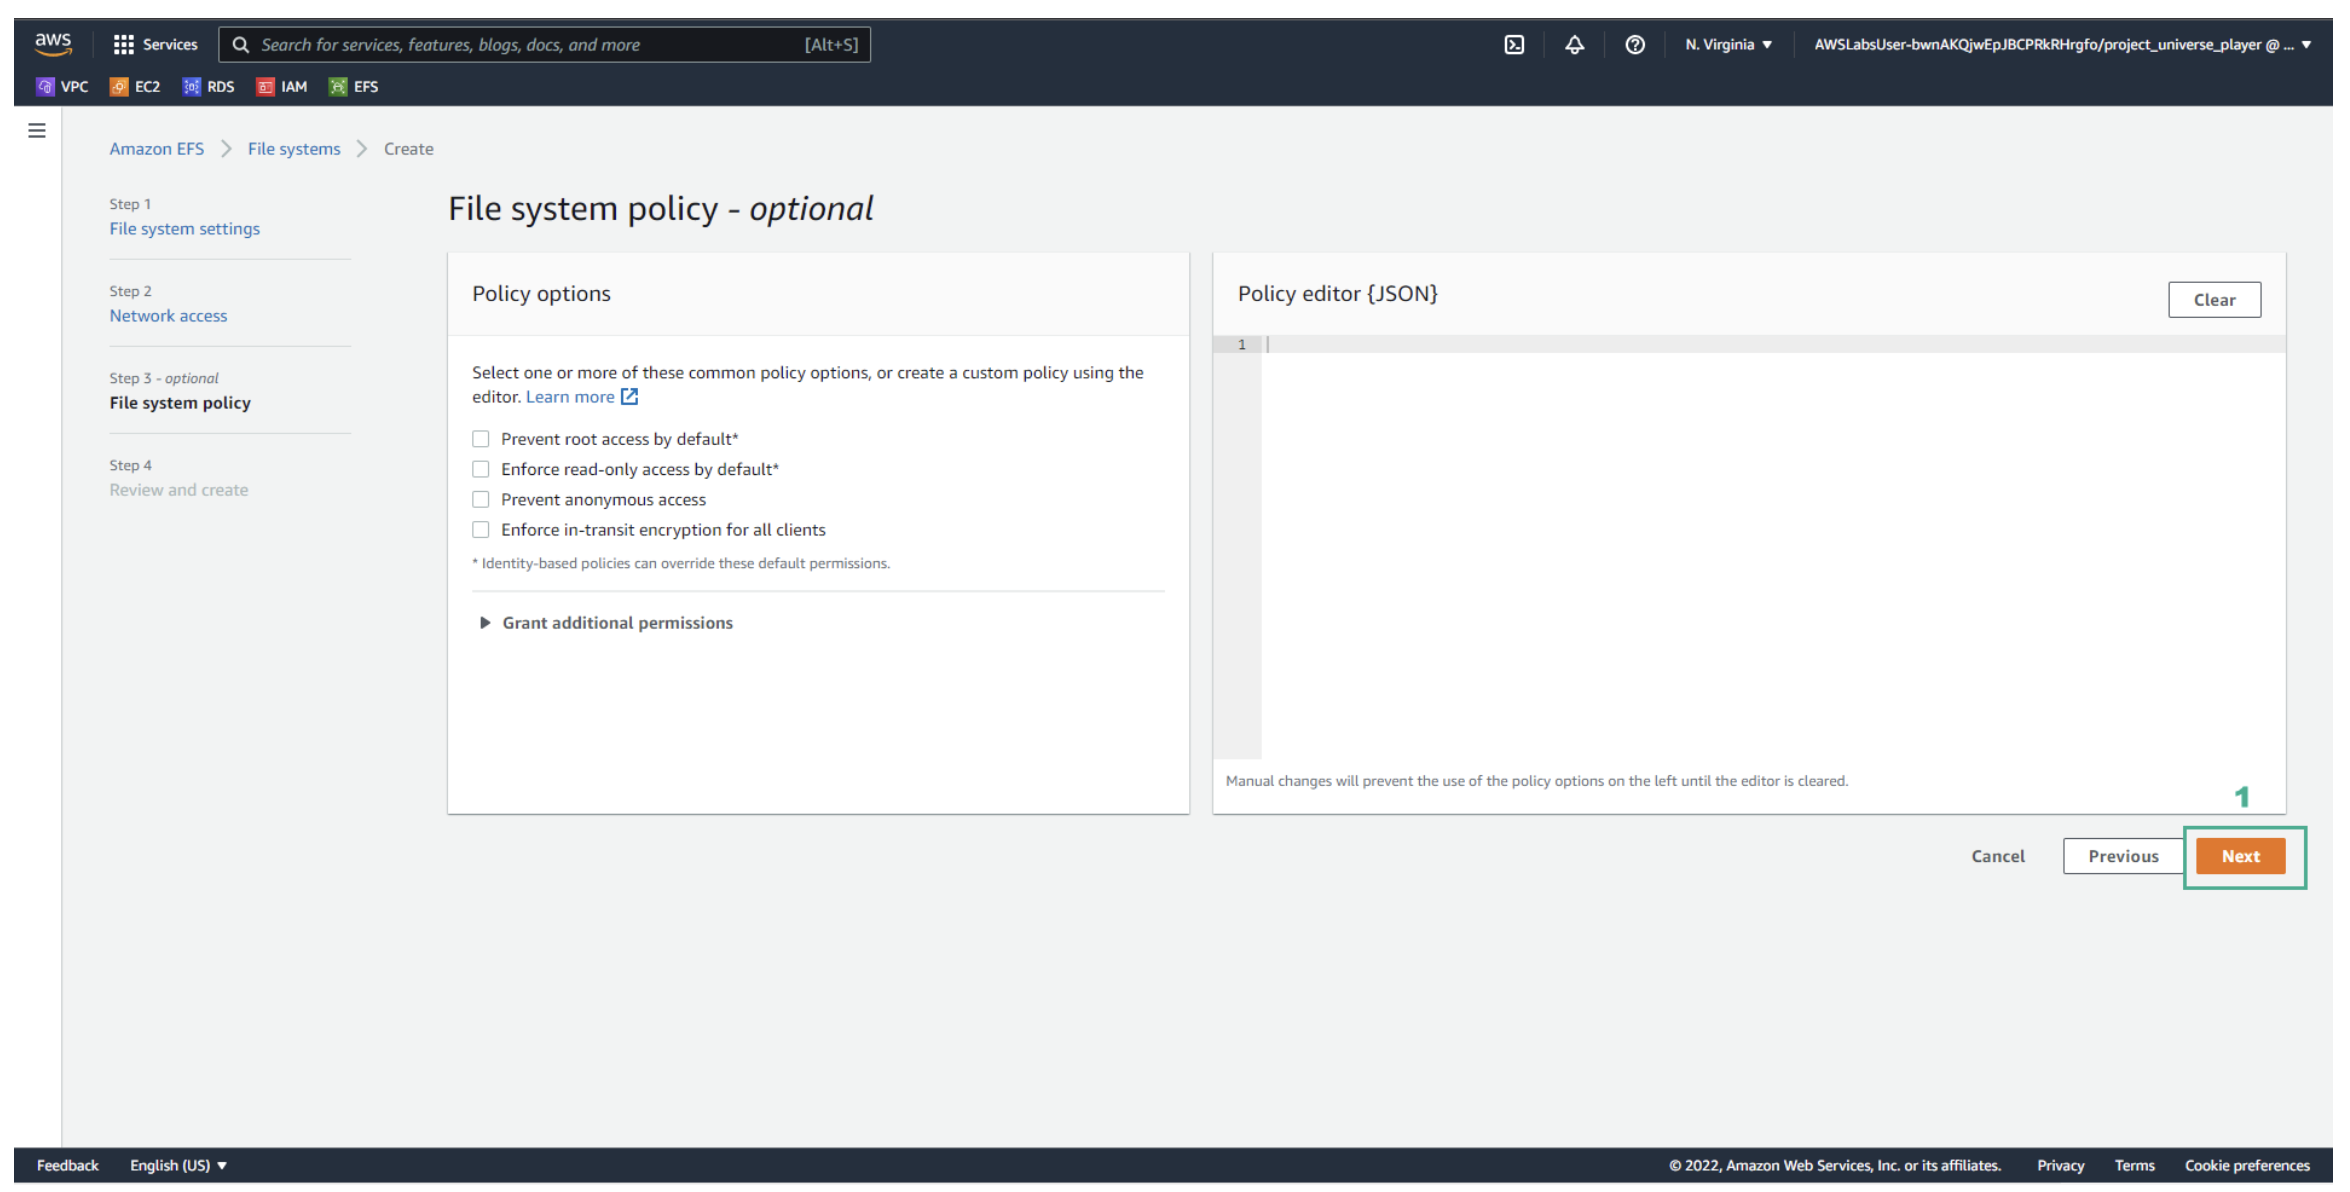 aws
Services
Search for services, features, blogs, docs, and more
[Alt+S]
N. Virginia ▼
AWSLabsUser-bwnAKQjwEpJBCPRkRHrgfo/project_universe_player @ ... ▼
VPC
EC2
RDS
IAM
EFS
Amazon EFS > File systems > Create
Step 1
File system settings
Step 2
Network access
Step 3 - optional
File system policy
Step 4
Review and create
File system policy - optional
Policy options
Select one or more of these common policy options, or create a custom policy using the
editor. Learn more
Prevent root access by default*
Enforce read-only access by default*
Prevent anonymous access
Enforce in-transit encryption for all clients
* Identity-based policies can override these default permissions.
Grant additional permissions
Policy editor {JSON}
Clear
1
Manual changes will prevent the use of the policy options on the left until the editor is cleared.
1
Cancel
Previous
Next
Feedback
English (US) ▼
© 2022, Amazon Web Services, Inc. or its affiliates.
Privacy
Terms
Cookie preferences